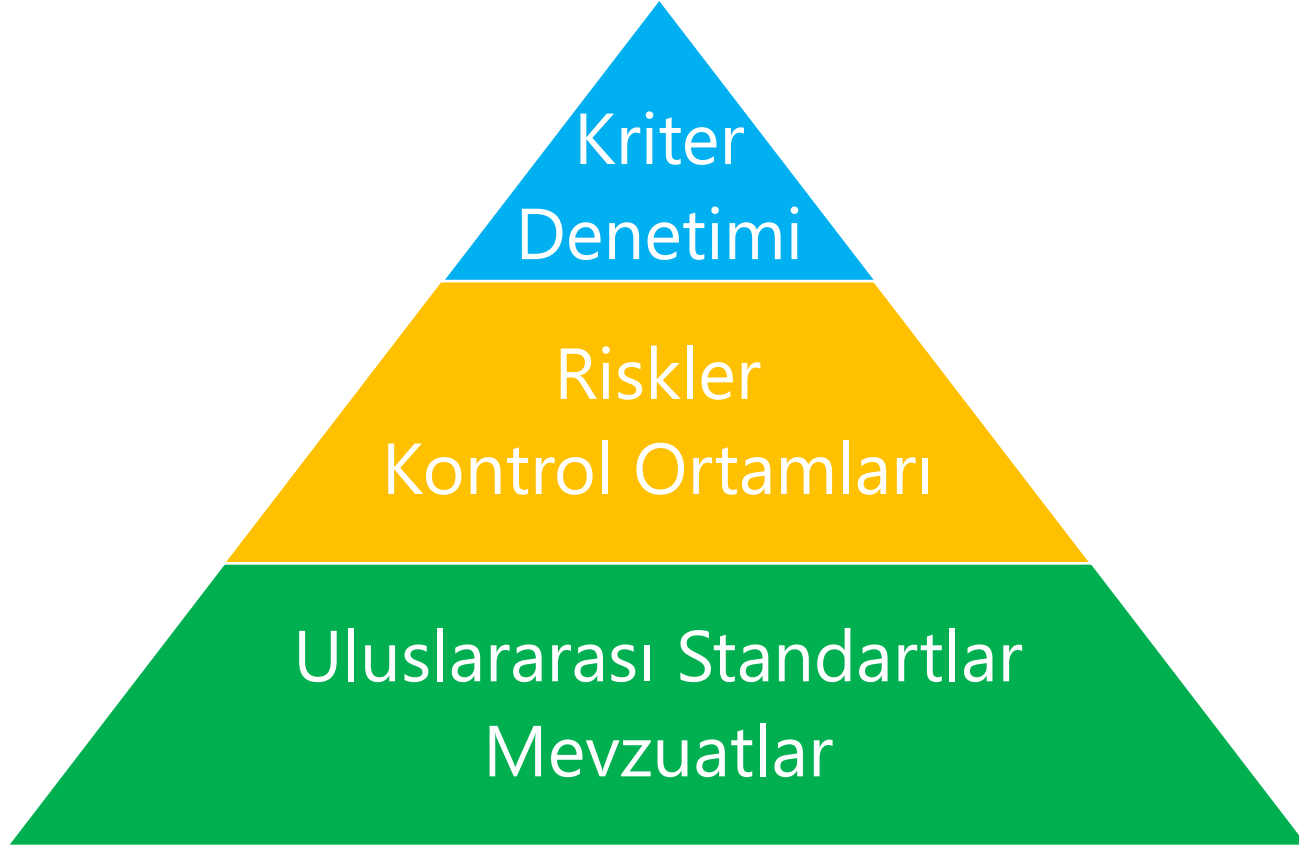 Kriter
Denetimi
Riskler
Kontrol Ortamları
Uluslararası Standartlar
Mevzuatlar